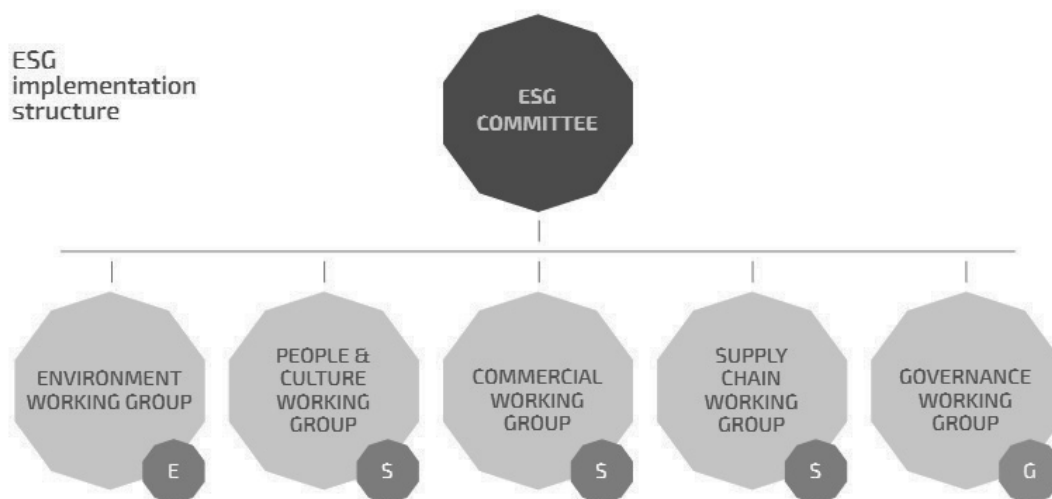 ESG
implementation
structure
ESG
COMMITTEE
ENVIRONMENT
WORKING GROUP
E
PEOPLE &
CULTURE
WORKING
GROUP
S
COMMERCIAL
WORKING
GROUP
S
SUPPLY
CHAIN
WORKING
GROUP
S
GOVERNANCE
WORKING
GROUP
G